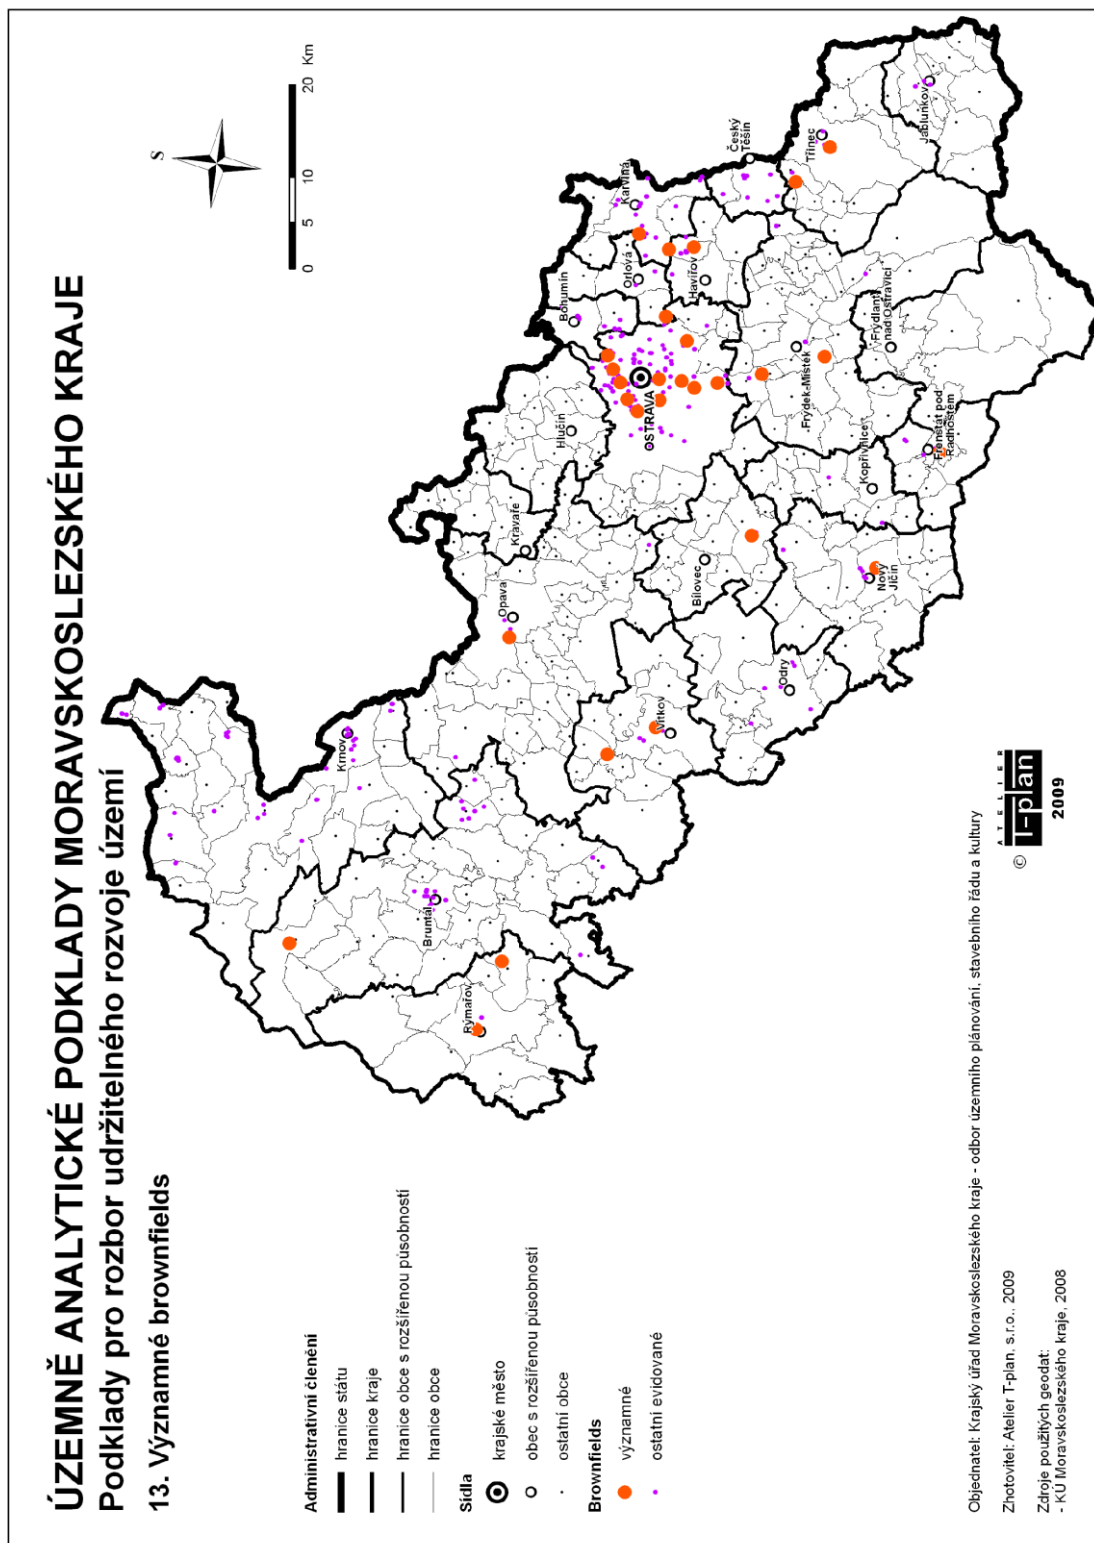 ÚZEMNĚ ANALYTICKÉ PODKLADY MORAVSKOSLEZSKÉHO KRAJE
Podklady pro rozbor udržitelného rozvoje území
13. Významné brownfields
S
0 5 10 20 Km
Administrativní členění
hranice státu
hranice kraje
hranice obce s rozšířenou působností
hranice obce
Sídla
krajské město
obec s rozšířenou působností
ostatní obce
Brownfields
významné
ostatní evidované
Krnov
Bruntál
Rýmařov
Opava
Kravaře
Hlučín
Bohumín
Orlová
Karviná
Český
Těšín
Havířov
OSTRAVA
Třinec
Jablunkov
Vítkov
Bílovec
Odry
Nový
Jičín
Kopřivnice
Frýdek-Místek
Frýdlant
nad Ostravicí
Frenštát pod
Radhoštěm
Objednatel: Krajský úřad Moravskoslezského kraje - odbor územního plánování, stavebního řádu a kultury
Zhotovitel: Atelier T-plan, s.r.o., 2009
Zdroje použitých geodat:
- KÚ Moravskoslezského kraje, 2008
ATELIER
© T-plan
2009